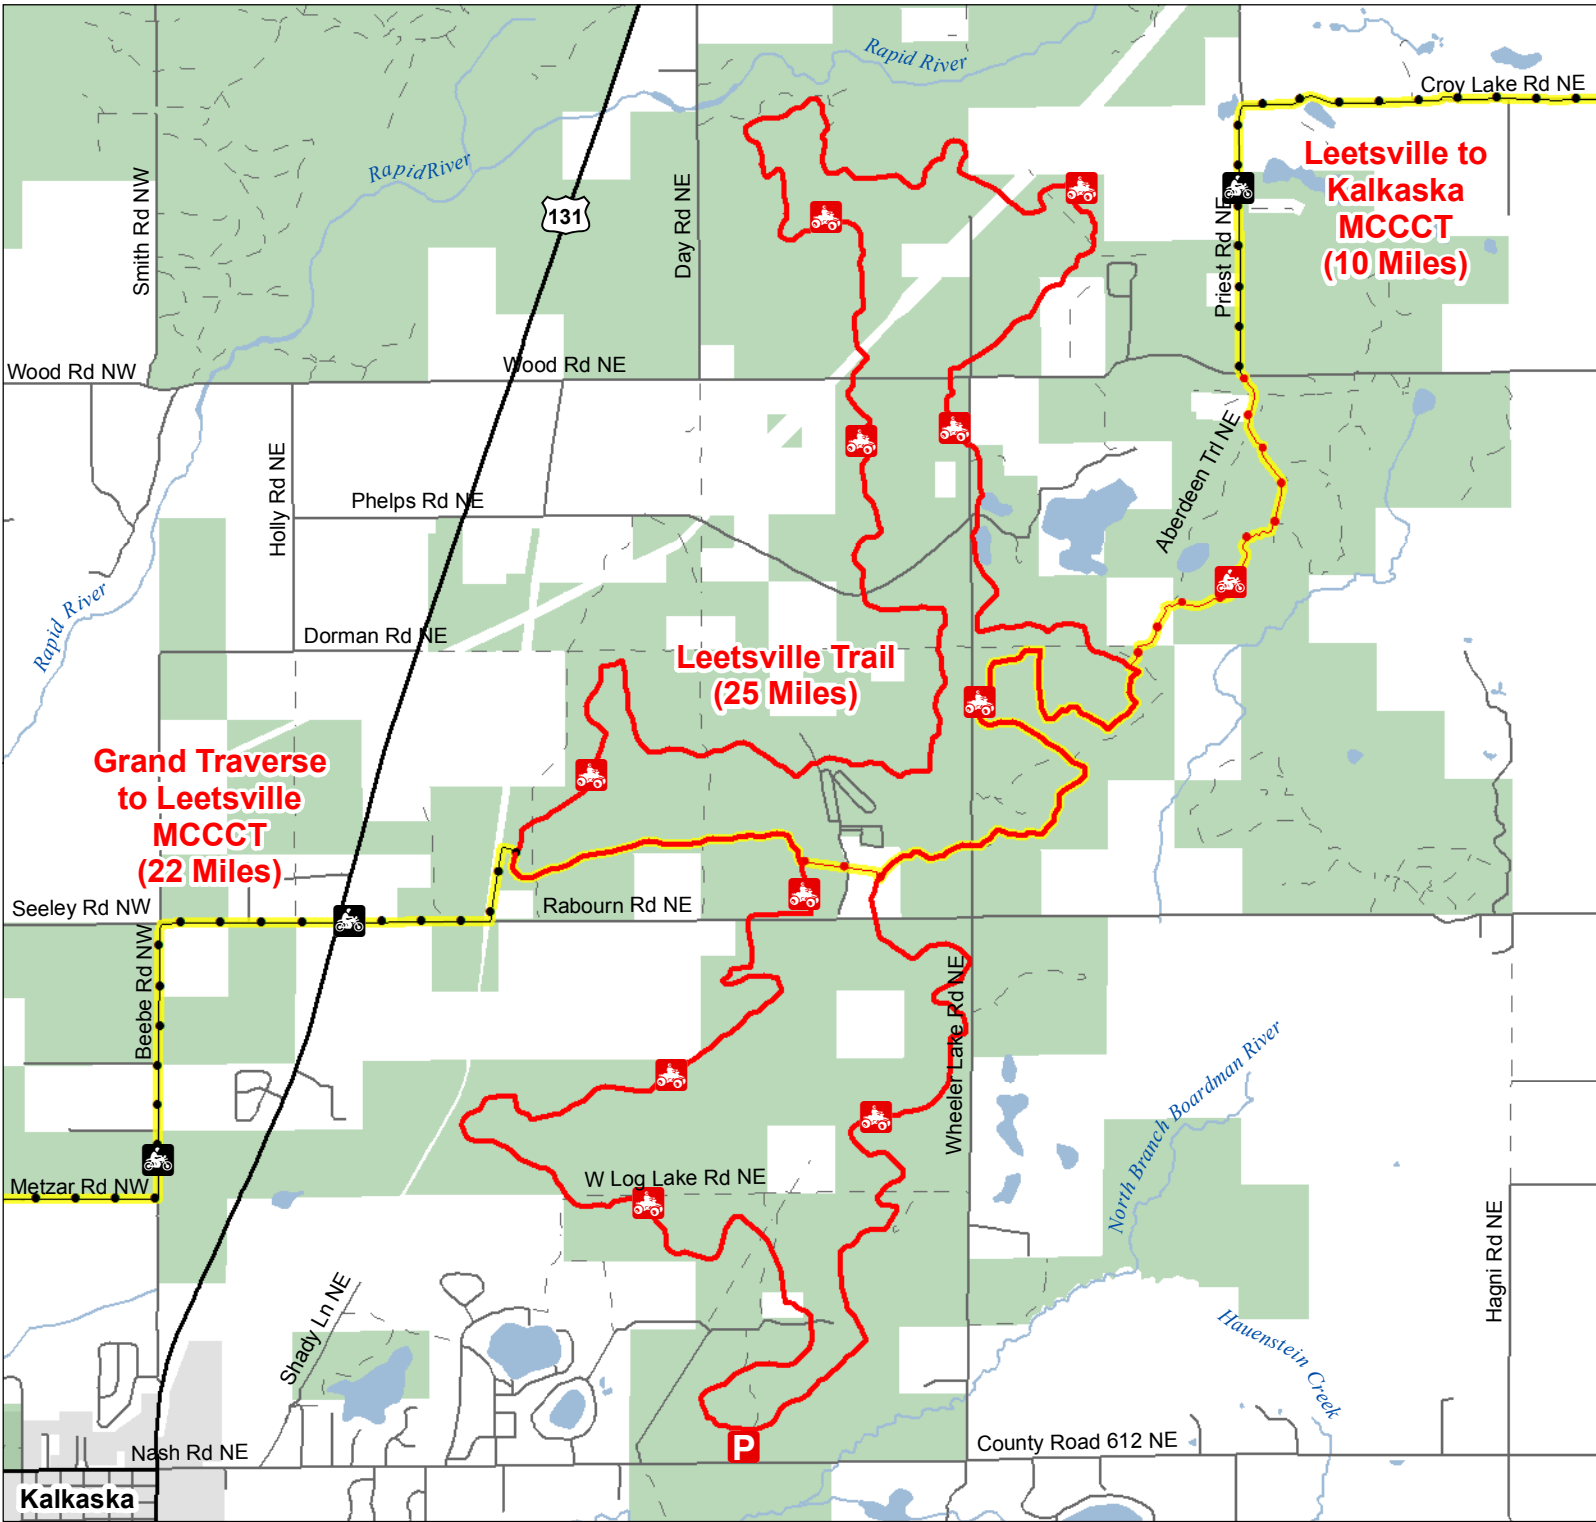 Rapid River
Croy Lake Rd NE
Leetsville to
Kalkaska
MCCCT
(10 Miles)
RapidRiver
Smith Rd NW
131
Day Rd NE
Priest Rd NE
Wood Rd NW
Wood Rd NE
Holly Rd NE
Phelps Rd NE
Aberdeen Trl NE
Rapid River
Dorman Rd NE
Leetsville Trail
(25 Miles)
Grand Traverse
to Leetsville
MCCCT
(22 Miles)
Seeley Rd NW
Rabourn Rd NE
Beebe Rd NW
Wheeler Lake Rd NE
North Branch Boardman River
Metzar Rd NW
W Log Lake Rd NE
Hagni Rd NE
Shady Ln NE
Hauenstein Creek
Nash Rd NE
P
County Road 612 NE
Kalkaska